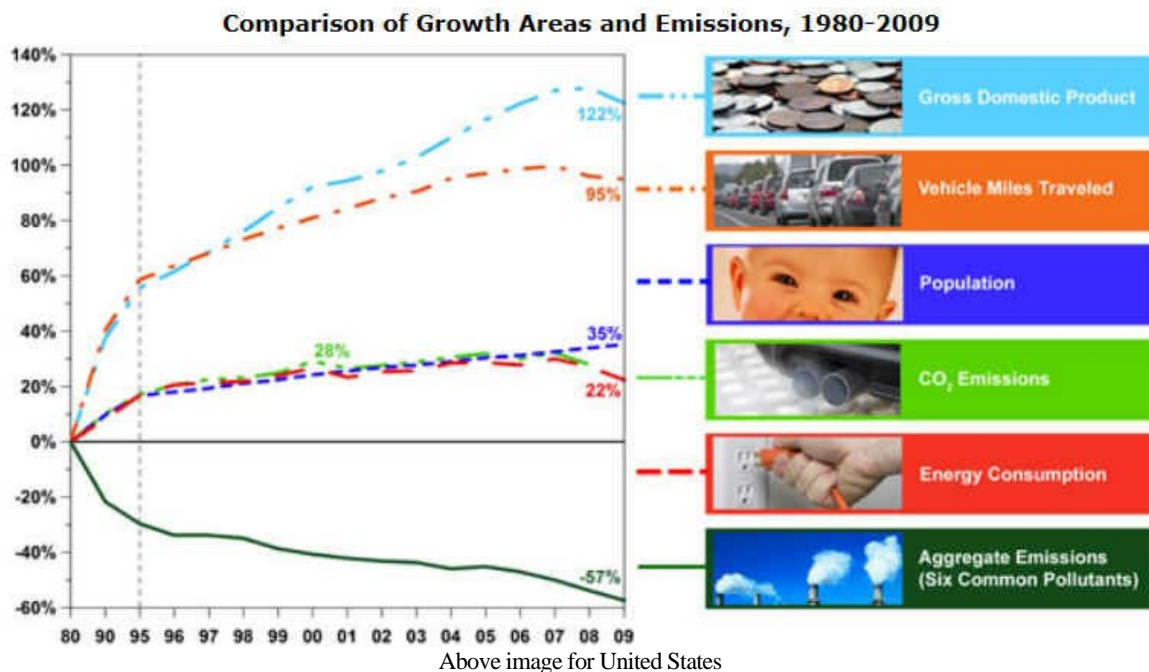 Comparison of Growth Areas and Emissions, 1980-2009
140%
120%
100%
80%
60%
40%
20%
0%
-20%
-40%
-60%
122%
95%
28%
35%
22%
-57%
80 90 95 96 97 98 99 00 01 02 03 04 05 06 07 08 09
Gross Domestic Product
Vehicle Miles Traveled
Population
CO₂ Emissions
Energy Consumption
Aggregate Emissions
(Six Common Pollutants)
Above image for United States